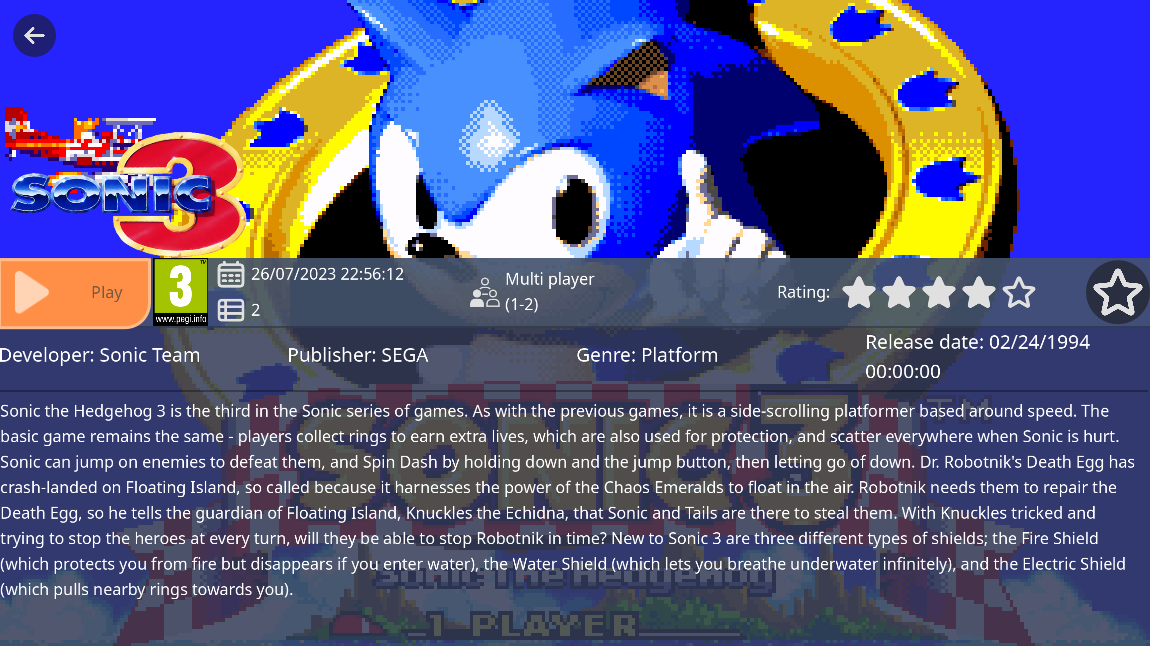 SONIC 3
Play
3
www.pegi.info
26/07/2023 22:56:12
2
Multi player
(1-2)
Rating:
Developer: Sonic Team
Publisher: SEGA
Genre: Platform
Release date: 02/24/1994
00:00:00
Sonic the Hedgehog 3 is the third in the Sonic series of games. As with the previous games, it is a side-scrolling platformer based around speed. The
basic game remains the same - players collect rings to earn extra lives, which are also used for protection, and scatter everywhere when Sonic is hurt.
Sonic can jump on enemies to defeat them, and Spin Dash by holding down and the jump button, then letting go of down. Dr. Robotnik's Death Egg has
crash-landed on Floating Island, so called because it harnesses the power of the Chaos Emeralds to float in the air. Robotnik needs them to repair the
Death Egg, so he tells the guardian of Floating Island, Knuckles the Echidna, that Sonic and Tails are there to steal them. With Knuckles tricked and
trying to stop the heroes at every turn, will they be able to stop Robotnik in time? New to Sonic 3 are three different types of shields; the Fire Shield
(which protects you from fire but disappears if you enter water), the Water Shield (which lets you breathe underwater infinitely), and the Electric Shield
(which pulls nearby rings towards you).
TM
SONIC 3
Sonic The Hedgehog
1 PLAYER